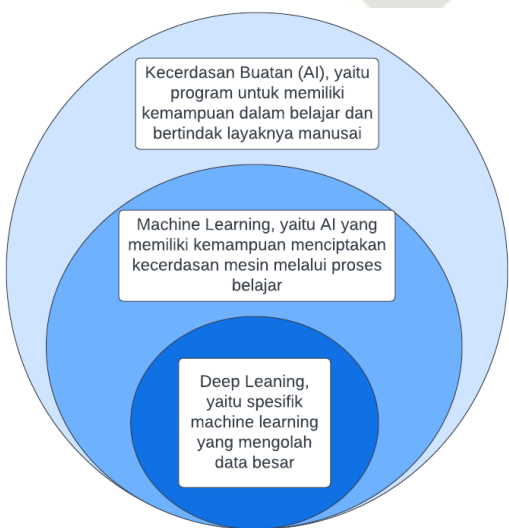 Kecerdasan Buatan (AI), yaitu
program untuk memiliki
kemampuan dalam belajar dan
bertindak layaknya manusai
Machine Learning, yaitu AI yang
memiliki kemampuan menciptakan
kecerdasan mesin melalui proses
belajar
Deep Leaning,
yaitu spesifik
machine learning
yang mengolah
data besar